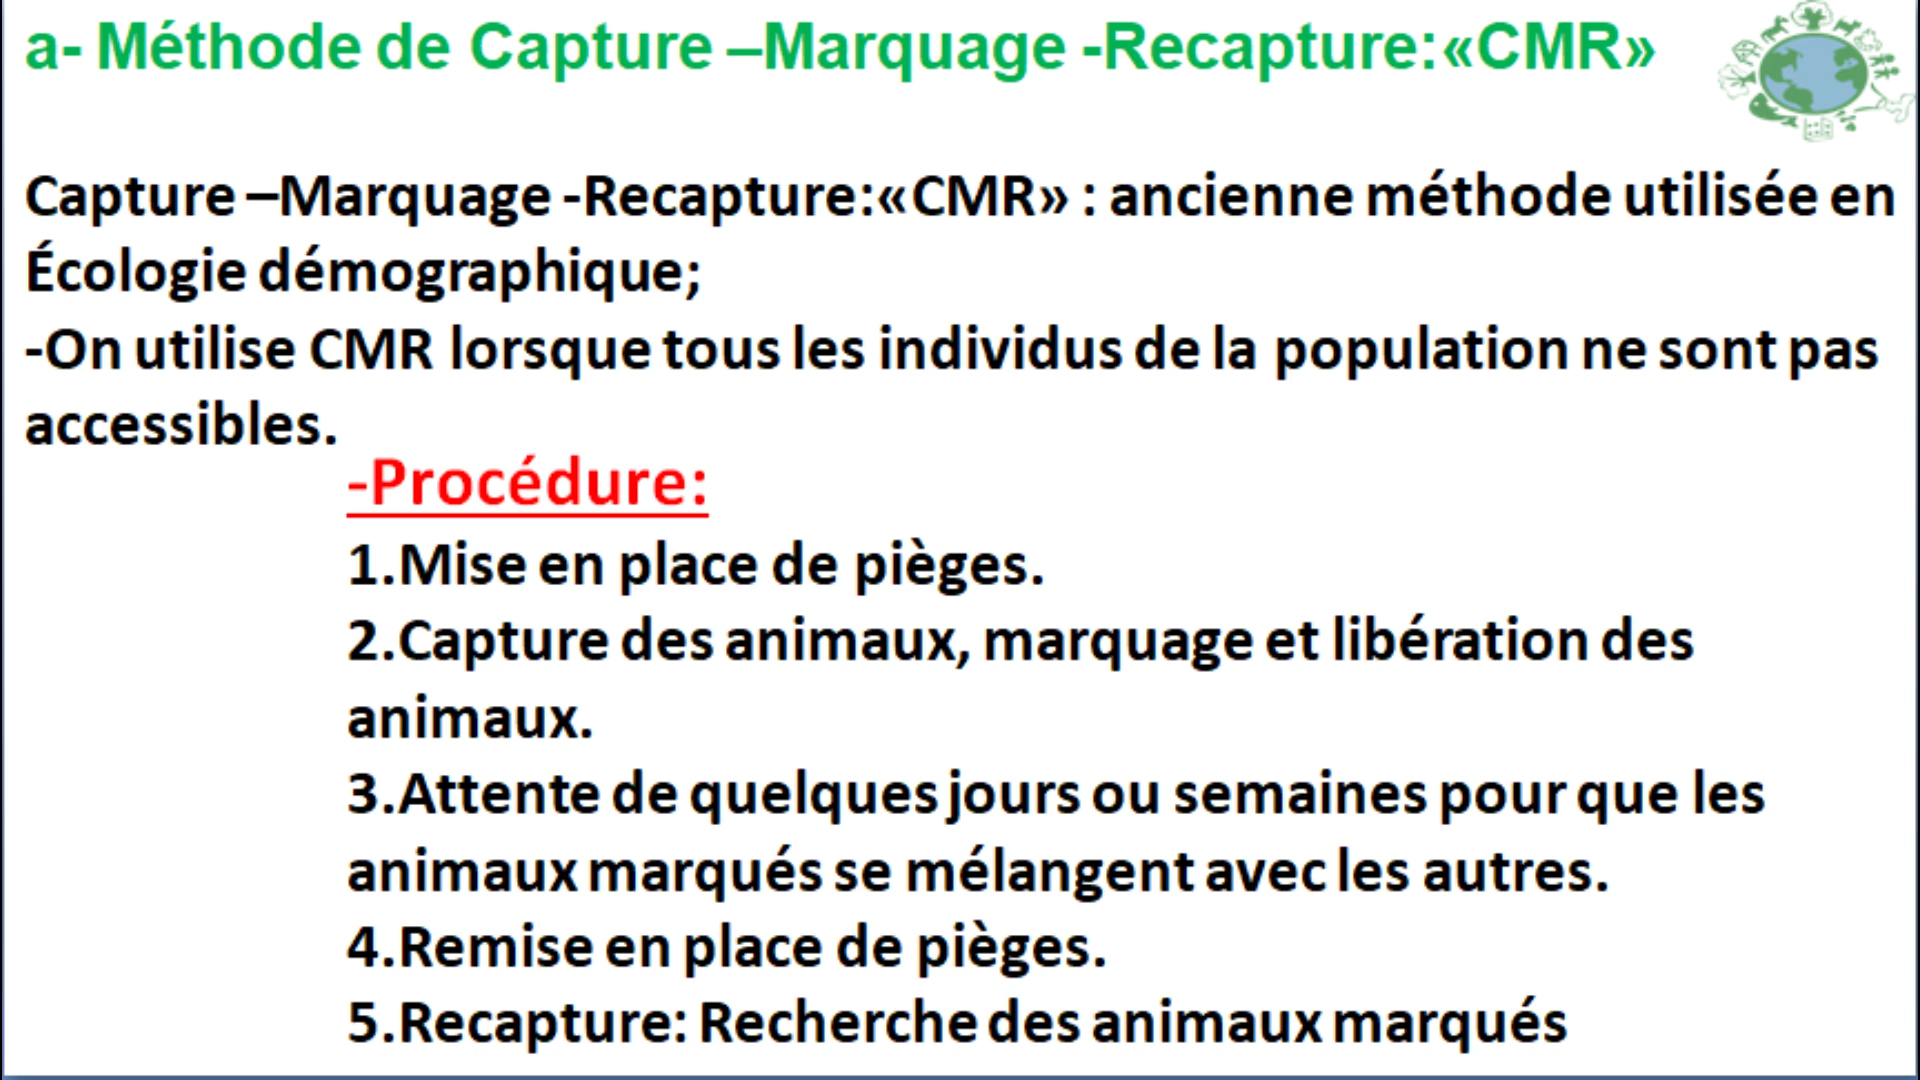 a- Méthode de Capture –Marquage -Recapture:«CMR»
Capture –Marquage -Recapture:«CMR» : ancienne méthode utilisée en
Écologie démographique;
-On utilise CMR lorsque tous les individus de la population ne sont pas
accessibles.
-Procédure:
1.Mise en place de pièges.
2.Capture des animaux, marquage et libération des
animaux.
3.Attente de quelques jours ou semaines pour que les
animaux marqués se mélangent avec les autres.
4.Remise en place de pièges.
5.Recapture: Recherche des animaux marqués